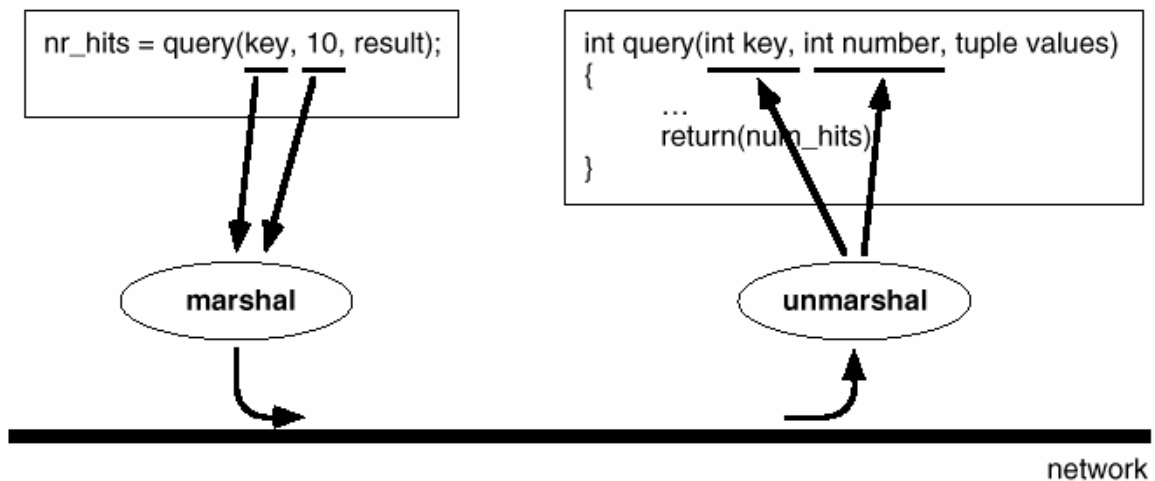 nr_hits = query(key, 10, result);
int query(int key, int number, tuple values)
{
...
return(num_hits)
}
marshal
unmarshal
network